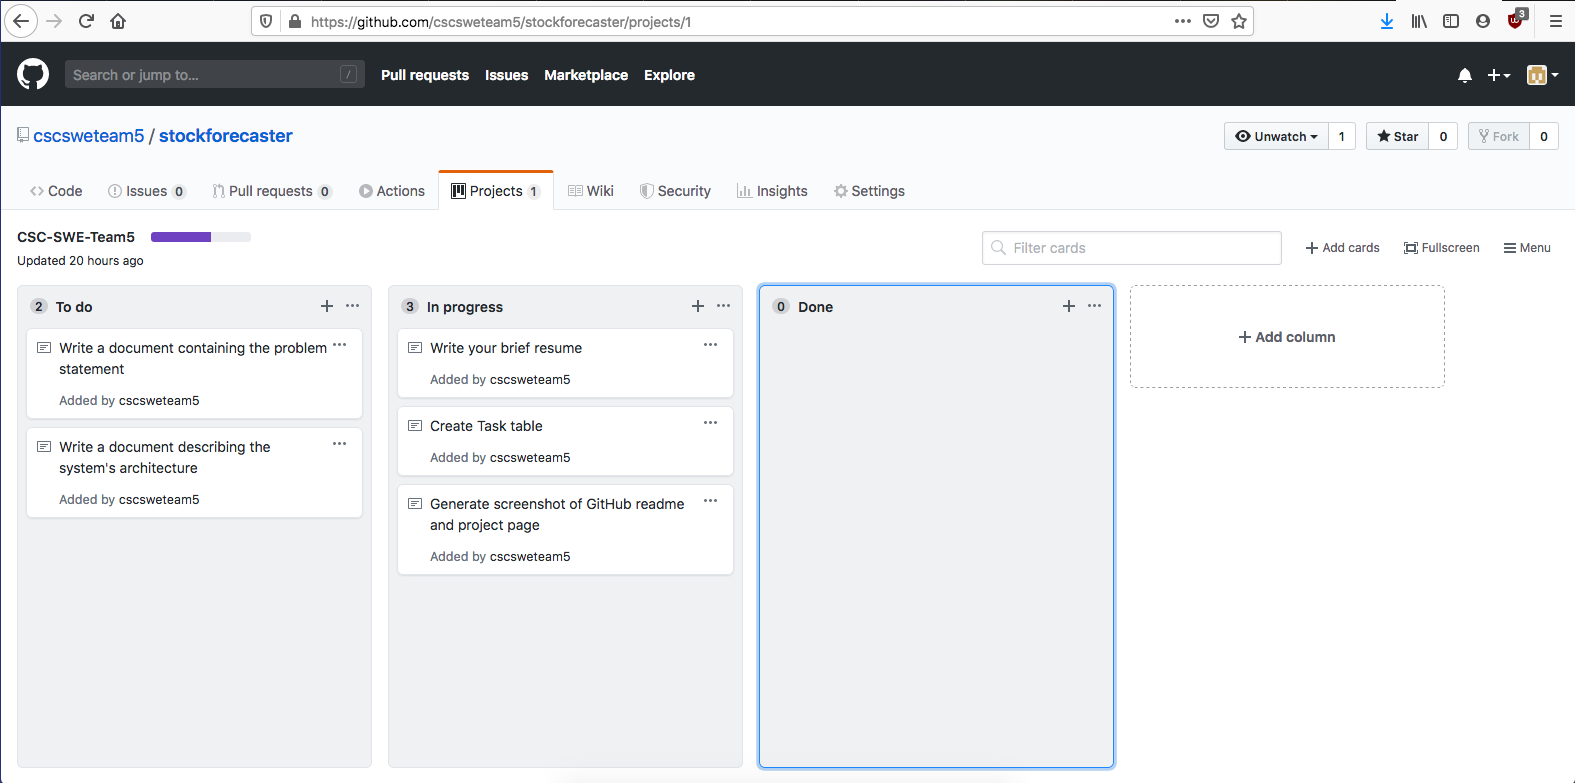 https://github.com/cscsweteam5/stockforecaster/projects/1
3
Search or jump to... /
Pull requests Issues Marketplace Explore
cscsweteam5 / stockforecaster
Unwatch 1 Star 0 Fork 0
Code Issues 0 Pull requests 0 Actions Projects 1 Wiki Security Insights Settings
CSC-SWE-Team5
Updated 20 hours ago
Filter cards
Add cards Fullscreen Menu
2 To do
Write a document containing the problem
statement
Added by cscsweteam5
Write a document describing the
system's architecture
Added by cscsweteam5
3 In progress
Write your brief resume
Added by cscsweteam5
Create Task table
Added by cscsweteam5
Generate screenshot of GitHub readme
and project page
Added by cscsweteam5
0 Done
Add column